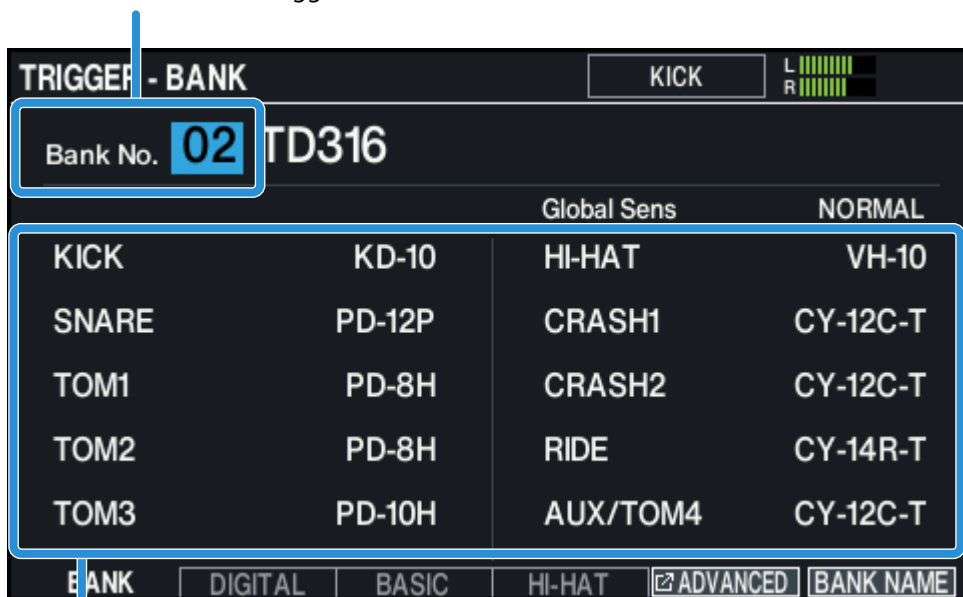 TRIGGER - BANK KICK L R
Bank No. 02 TD316
Global Sens NORMAL
KICK KD-10 HI-HAT VH-10
SNARE PD-12P CRASH1 CY-12C-T
TOM1 PD-8H CRASH2 CY-12C-T
TOM2 PD-8H RIDE CY-14R-T
TOM3 PD-10H AUX/TOM4 CY-12C-T
BANK DIGITAL BASIC HI-HAT ADVANCED BANK NAME